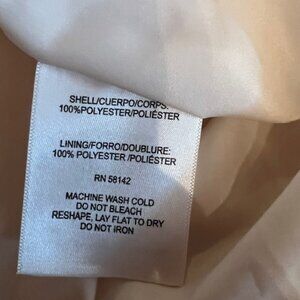 SHELL/CUERPO/CORPS:
100%POLYESTER/POLIÉSTER
LINING/FORRO/DOUBLURE:
100% POLYESTER /POLIÉSTER
RN 58142
MACHINE WASH COLD
DO NOT BLEACH
RESHAPE, LAY FLAT TO DRY
DO NOT IRON